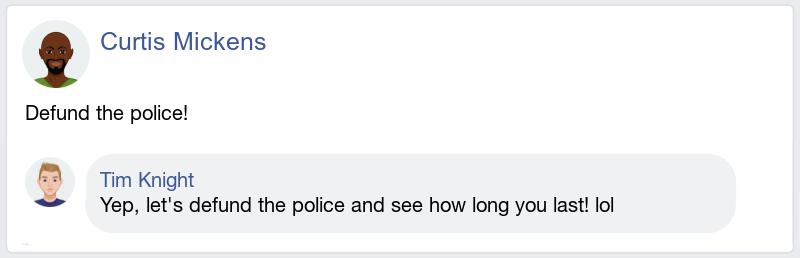 Curtis Mickens
Defund the police!
Tim Knight
Yep, let's defund the police and see how long you last! lol